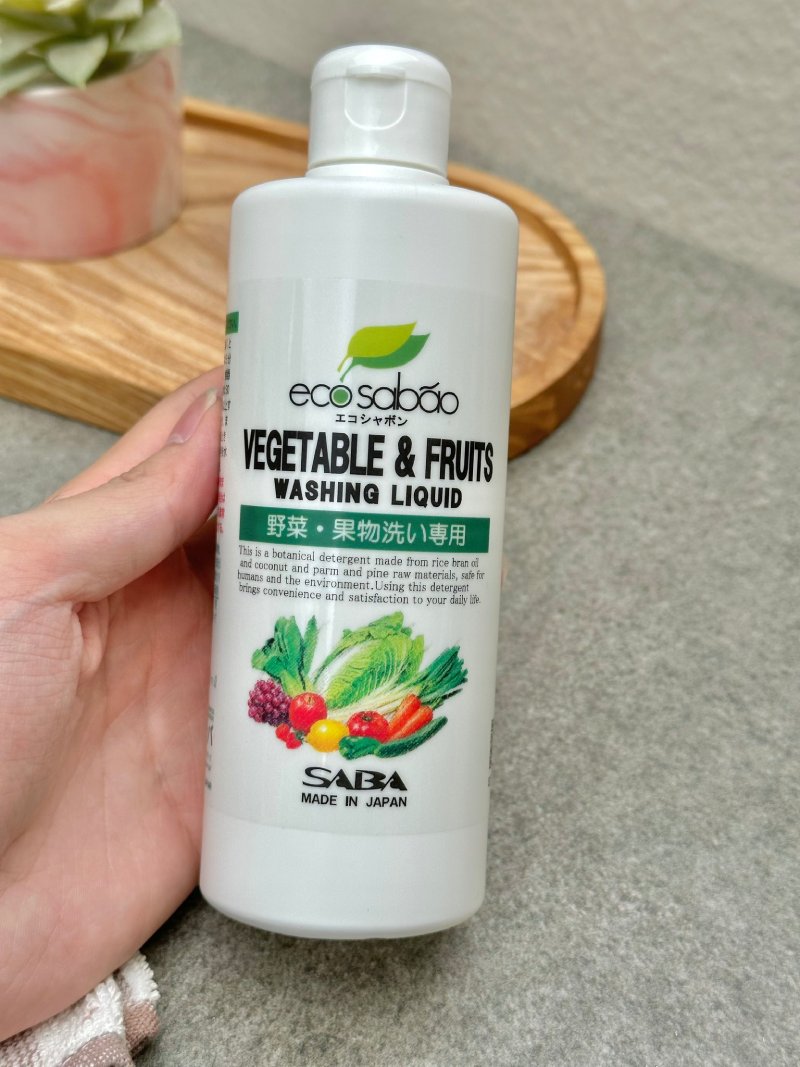 eco sabão
エコシャボン
VEGETABLE & FRUITS
WASHING LIQUID
野菜・果物洗い専用
This is a botanical detergent made from rice bran oil
and coconut and parm and pine raw materials, safe for
humans and the environment.Using this detergent
brings convenience and satisfaction to your daily life.
SABA
MADE IN JAPAN